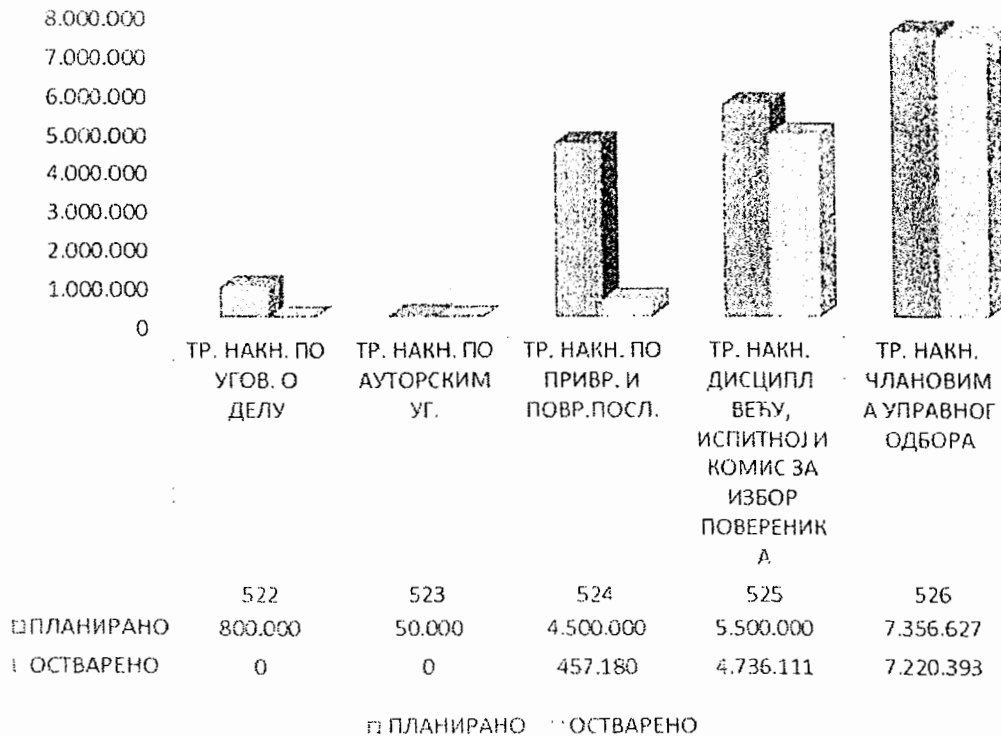 8.000.000
7.000.000
6.000.000
5.000.000
4.000.000
3.000.000
2.000.000
1.000.000
0
ТР. НАКН. ПО
УГОВ. О
ДЕЛУ
ТР. НАКН. ПО
АУТОРСКИМ
УГ.
ТР. НАКН. ПО
ПРИВР. И
ПОВР.ПОСЛ.
ТР. НАКН.
ДИСЦИПЛ
ВЕЋУ,
ИСПИТНОЈ И
КОМИС ЗА
ИЗБОР
ПОВЕРЕНИК
А
ТР. НАКН.
ЧЛАНОВИМ
А УПРАВНОГ
ОДБОРА
522 523 524 525 526
ПЛАНИРАНО 800.000 50.000 4.500.000 5.500.000 7.356.627
ОСТВАРЕНО 0 0 457.180 4.736.111 7.220.393
ПЛАНИРАНО ОСТВАРЕНО